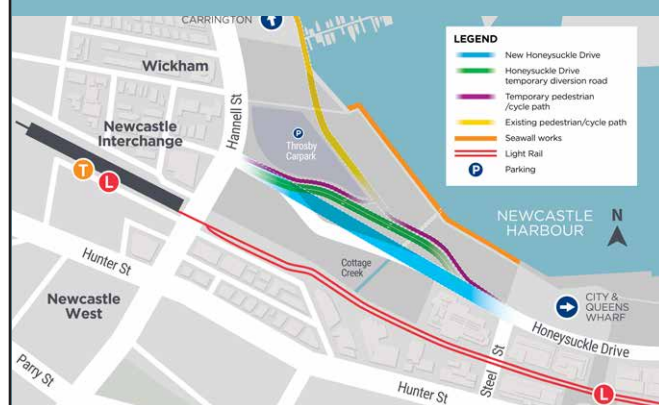 CARRINGTON
Wickham
Newcastle
Interchange
T
L
Hannell St
P
Throsby
Carpark
Hunter St
Newcastle
West
Parry St
Cottage
Creek
Hunter St
Steel St
Honeysuckle Drive
L
LEGEND
New Honeysuckle Drive
Honeysuckle Drive
temporary diversion road
Temporary pedestrian
/cycle path
Existing pedestrian/cycle path
Seawall works
Light Rail
P
Parking
NEWCASTLE
HARBOUR
N
CITY &
QUEENS
WHARF